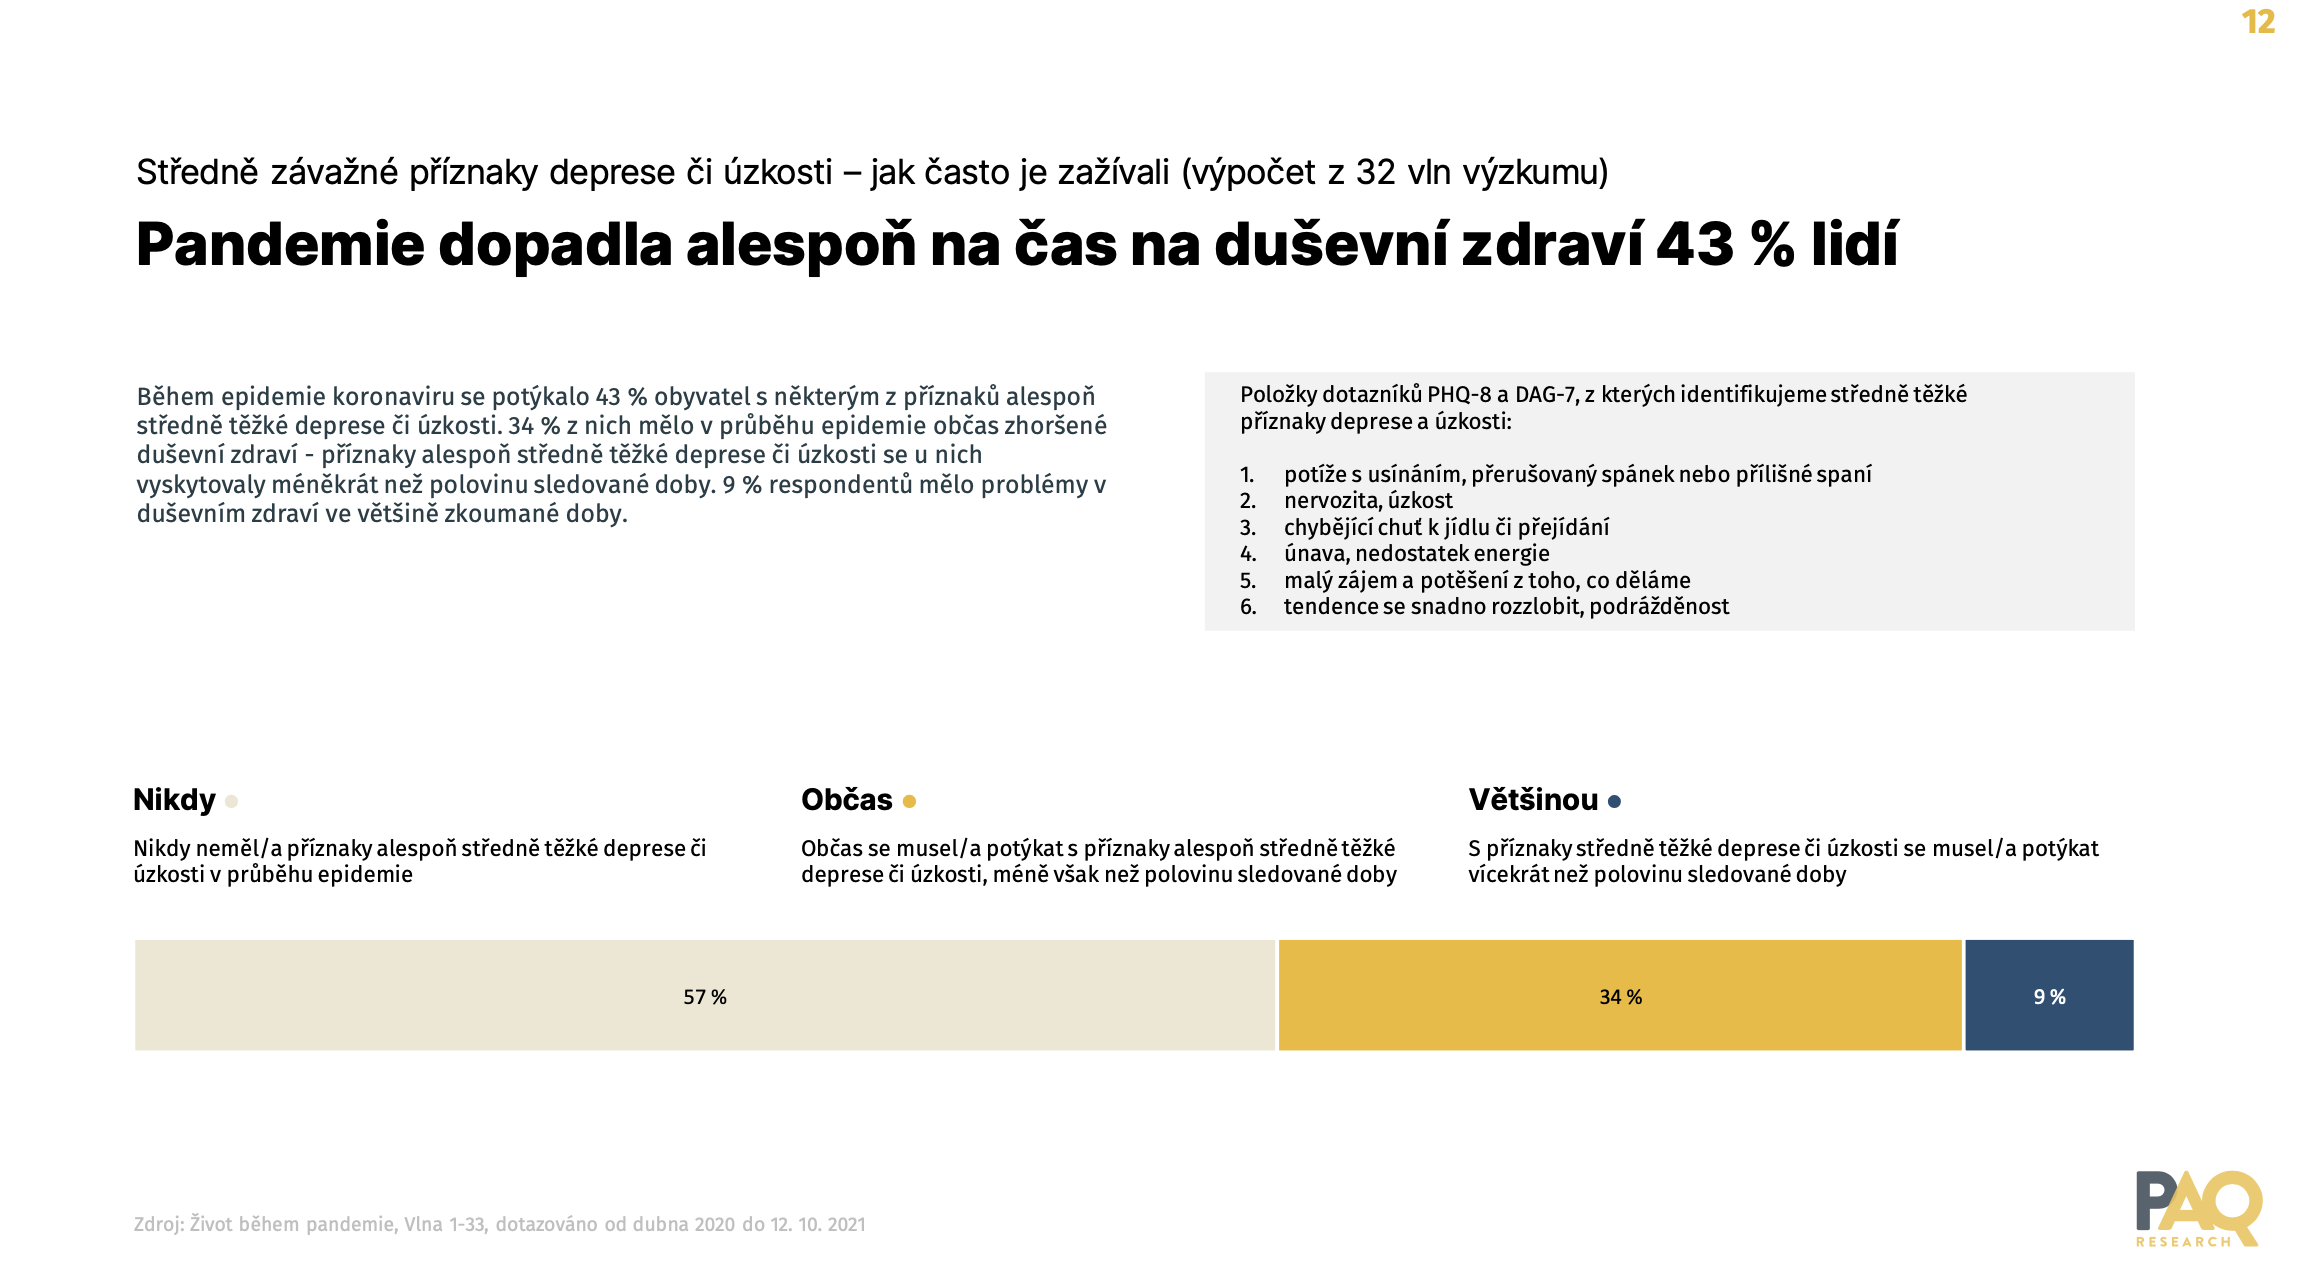 12
Středně závažné příznaky deprese či úzkosti – jak často je zažívali (výpočet z 32 vln výzkumu)
Pandemie dopadla alespoň na čas na duševní zdraví 43 % lidí
Během epidemie koronaviru se potýkalo 43 % obyvatel s některým z příznaků alespoň
středně těžké deprese či úzkosti. 34 % z nich mělo v průběhu epidemie občas zhoršené
duševní zdraví - příznaky alespoň středně těžké deprese či úzkosti se u nich
vyskytovaly méněkrát než polovinu sledované doby. 9 % respondentů mělo problémy v
duševním zdraví ve většině zkoumané doby.
Položky dotazníků PHQ-8 a DAG-7, z kterých identifikujeme středně těžké
příznaky deprese a úzkosti:
1. potíže s usínáním, přerušovaný spánek nebo přílišné spaní
2. nervozita, úzkost
3. chybějící chuť k jídlu či přejídání
4. únava, nedostatek energie
5. malý zájem a potěšení z toho, co děláme
6. tendence se snadno rozzlobit, podrážděnost
Nikdy
Nikdy neměl/a příznaky alespoň středně těžké deprese či
úzkosti v průběhu epidemie
Občas
Občas se musel/a potýkat s příznaky alespoň středně těžké
deprese či úzkosti, méně však než polovinu sledované doby
Většinou
S příznaky středně těžké deprese či úzkosti se musel/a potýkat
vícekrát než polovinu sledované doby
57 %
34 %
9 %
Zdroj: Život během pandemie, Vlna 1-33, dotazováno od dubna 2020 do 12. 10. 2021
PAQ
RESEARCH